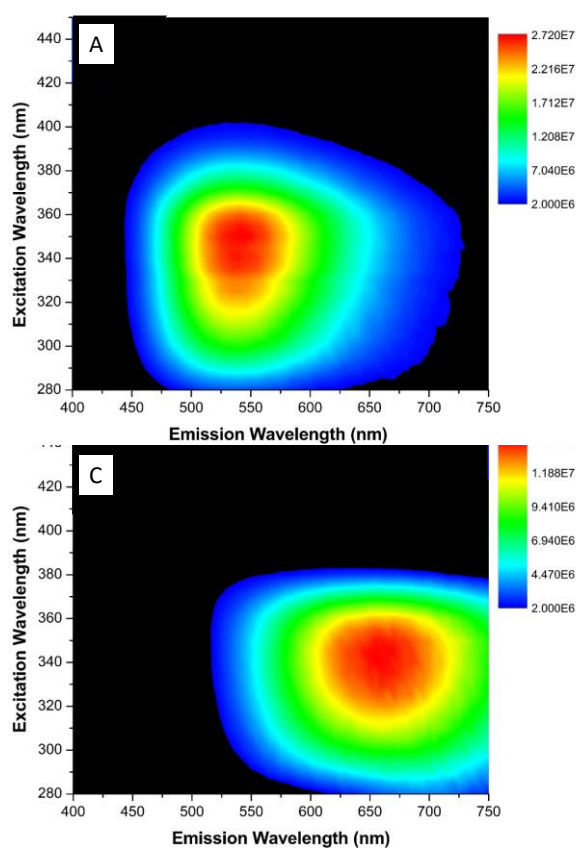 A
440
420
400
380
360
340
320
300
280
Excitation Wavelength (nm)
400 450 500 550 600 650 700 750
Emission Wavelength (nm)
2.720E7
2.216E7
1.712E7
1.208E7
7.040E6
2.000E6
C
420
400
380
360
340
320
300
280
Excitation Wavelength (nm)
400 450 500 550 600 650 700 750
Emission Wavelength (nm)
1.188E7
9.410E6
6.940E6
4.470E6
2.000E6